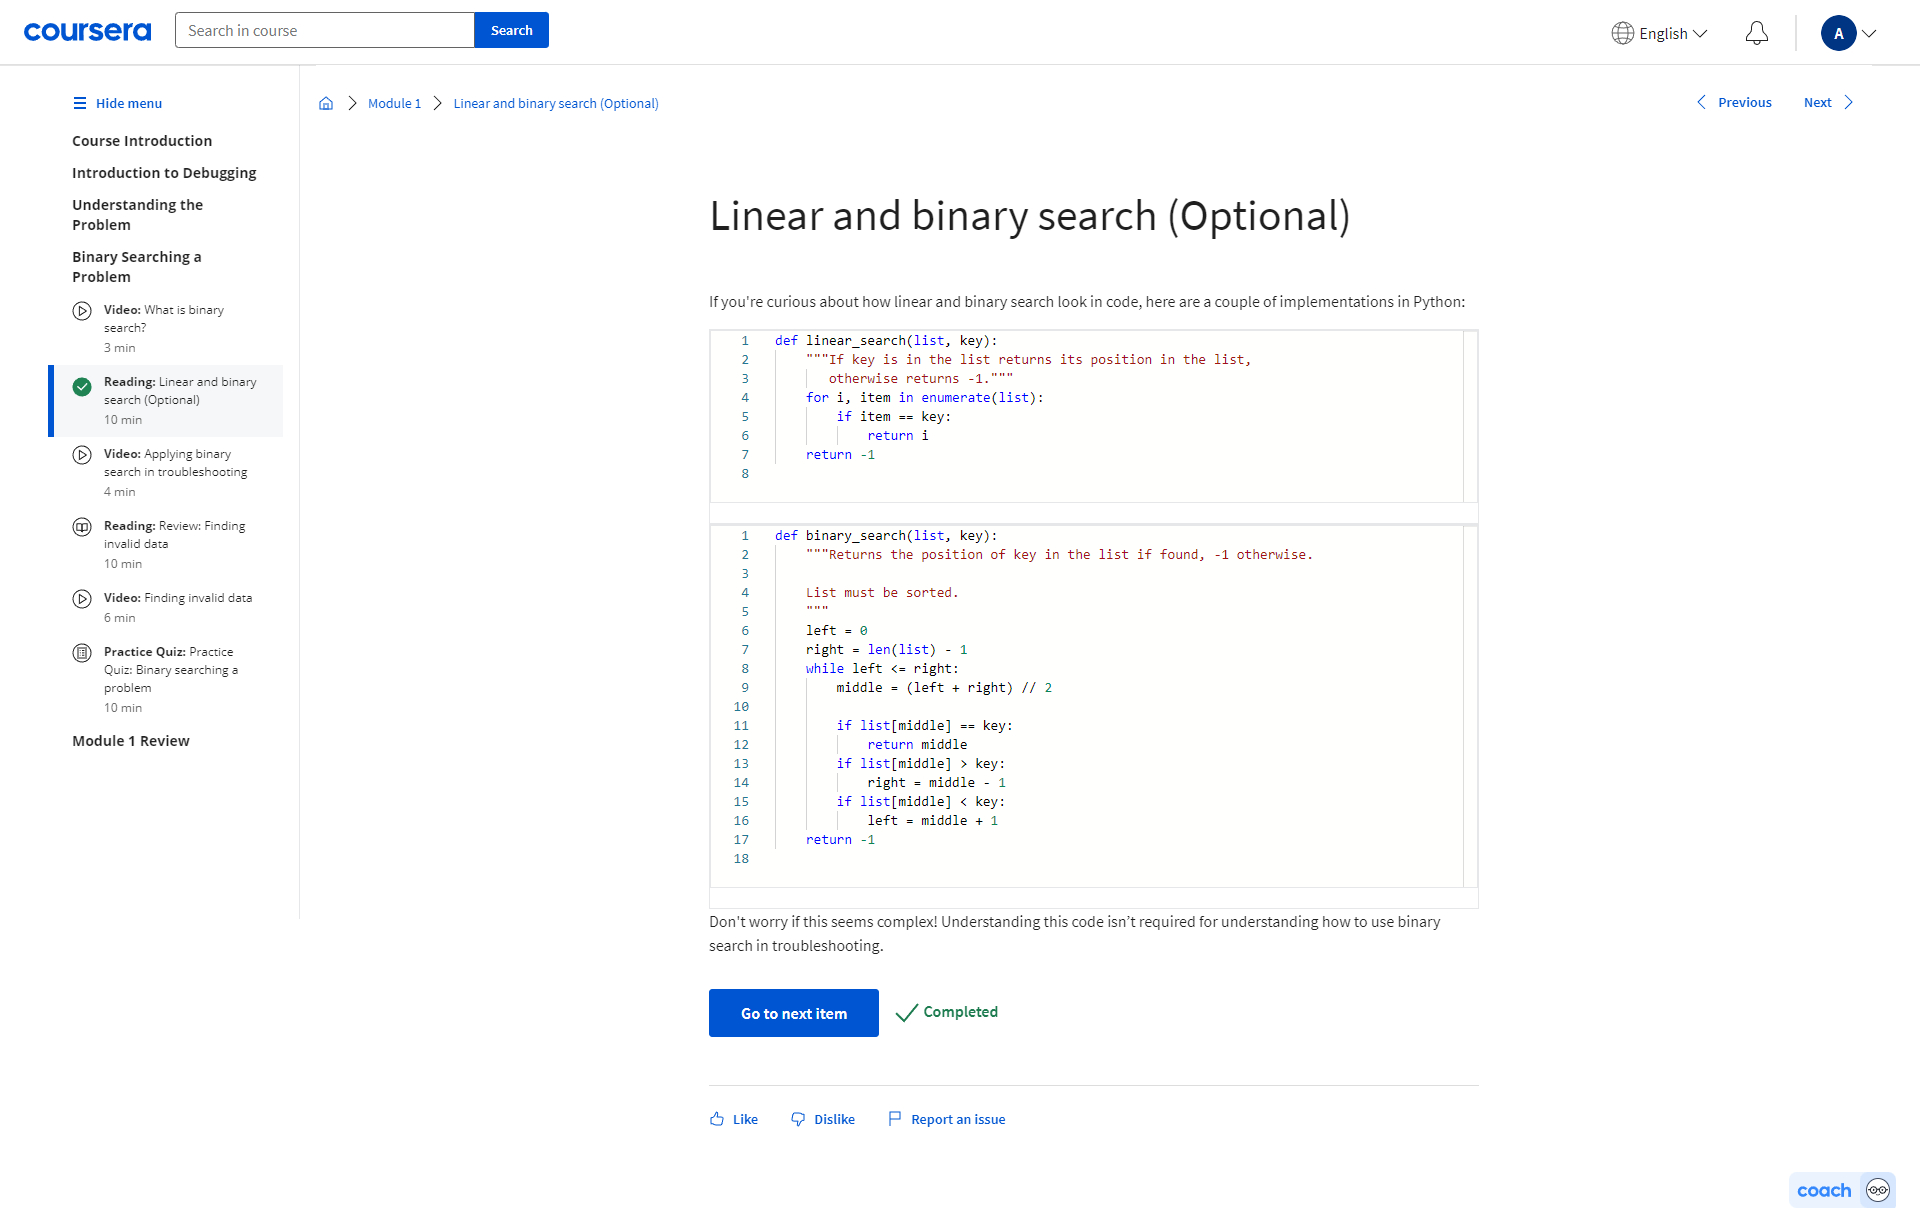 coursera
Search in course
Search
English
A
Hide menu
Course Introduction
Introduction to Debugging
Understanding the
Problem
Binary Searching a
Problem
Video: What is binary
search?
3 min
Reading: Linear and binary
search (Optional)
10 min
Video: Applying binary
search in troubleshooting
4 min
Reading: Review: Finding
invalid data
10 min
Video: Finding invalid data
6 min
Practice Quiz: Practice
Quiz: Binary searching a
problem
10 min
Module 1 Review
Module 1
Linear and binary search (Optional)
Previous
Next
Linear and binary search (Optional)
If you're curious about how linear and binary search look in code, here are a couple of implementations in Python:
1 def linear_search(list, key):
2     """If key is in the list returns its position in the list,
3        otherwise returns -1."""
4     for i, item in enumerate(list):
5         if item == key:
6             return i
7     return -1
8
1 def binary_search(list, key):
2     """Returns the position of key in the list if found, -1 otherwise.
3
4     List must be sorted.
5     """
6     left = 0
7     right = len(list) - 1
8     while left <= right:
9         middle = (left + right) // 2
10
11         if list[middle] == key:
12             return middle
13         if list[middle] > key:
14             right = middle - 1
15         if list[middle] < key:
16             left = middle + 1
17     return -1
18
Don't worry if this seems complex! Understanding this code isn’t required for understanding how to use binary
search in troubleshooting.
Go to next item
Completed
Like
Dislike
Report an issue
coach